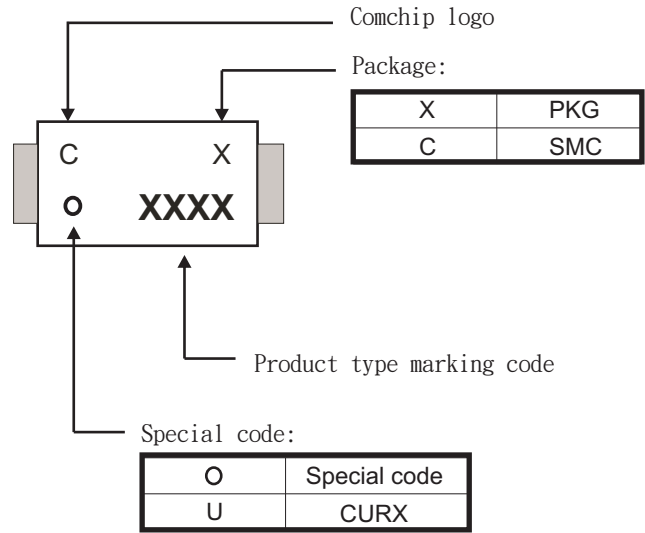 Comchip logo
Package:
X PKG
C SMC
C X
O XXXX
Product type marking code
Special code:
O Special code
U CURX